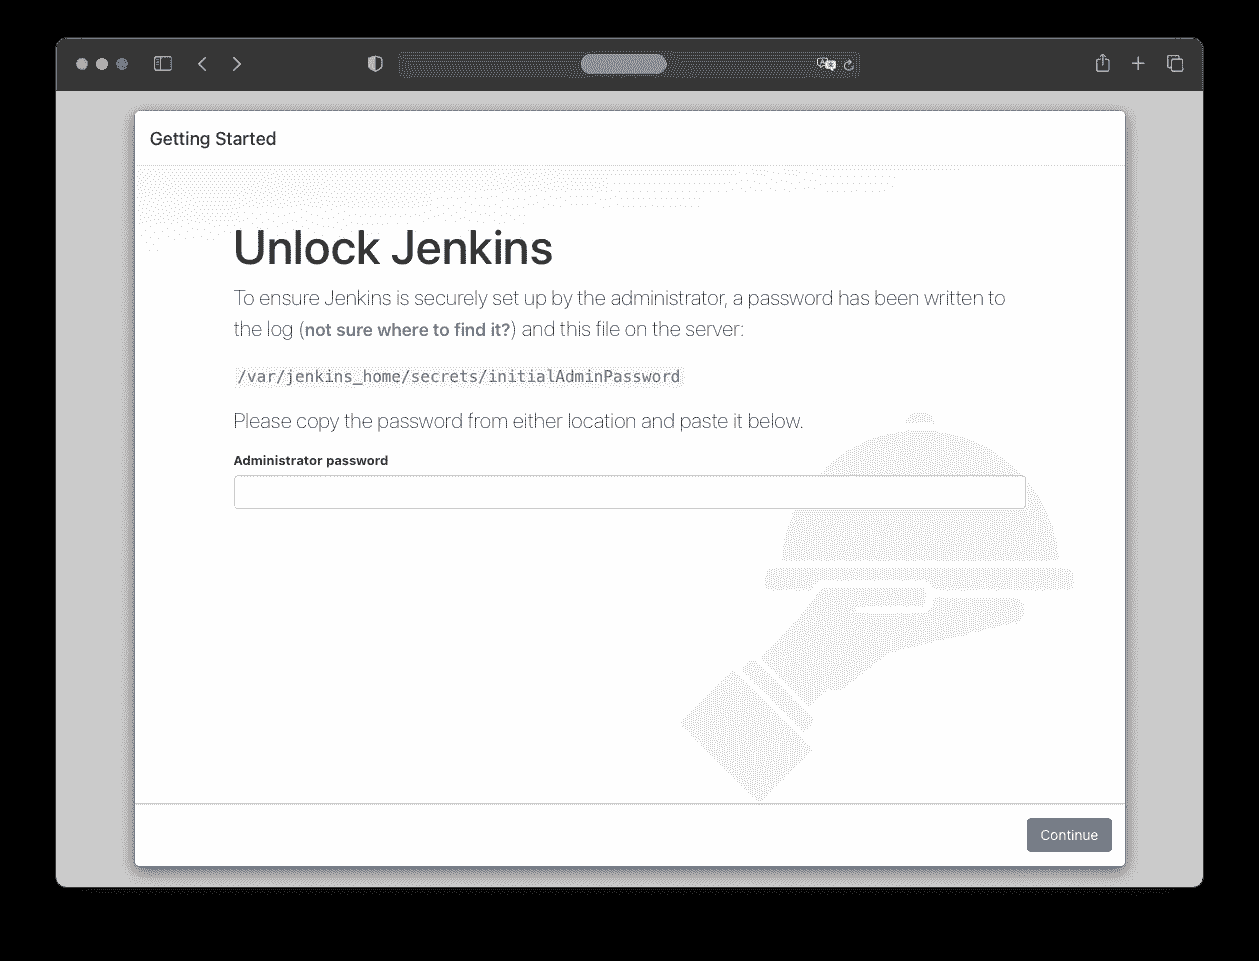 Getting Started
Unlock Jenkins
To ensure Jenkins is securely set up by the administrator, a password has been written to
the log (not sure where to find it?) and this file on the server:
/var/jenkins_home/secrets/initialAdminPassword
Please copy the password from either location and paste it below.
Administrator password
Continue